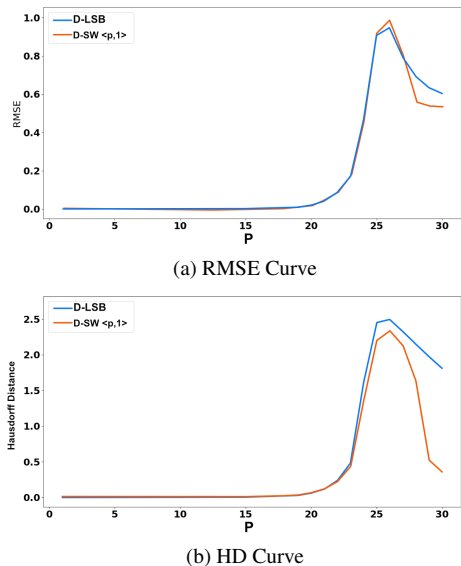 D-LSB
D-SW <p,1>
RMSE
1.0
0.8
0.6
0.4
0.2
0.0
0 5 10 15 20 25 30
P
(a) RMSE Curve
D-LSB
D-SW <p,1>
Hausdorff Distance
2.5
2.0
1.5
1.0
0.5
0.0
0 5 10 15 20 25 30
P
(b) HD Curve